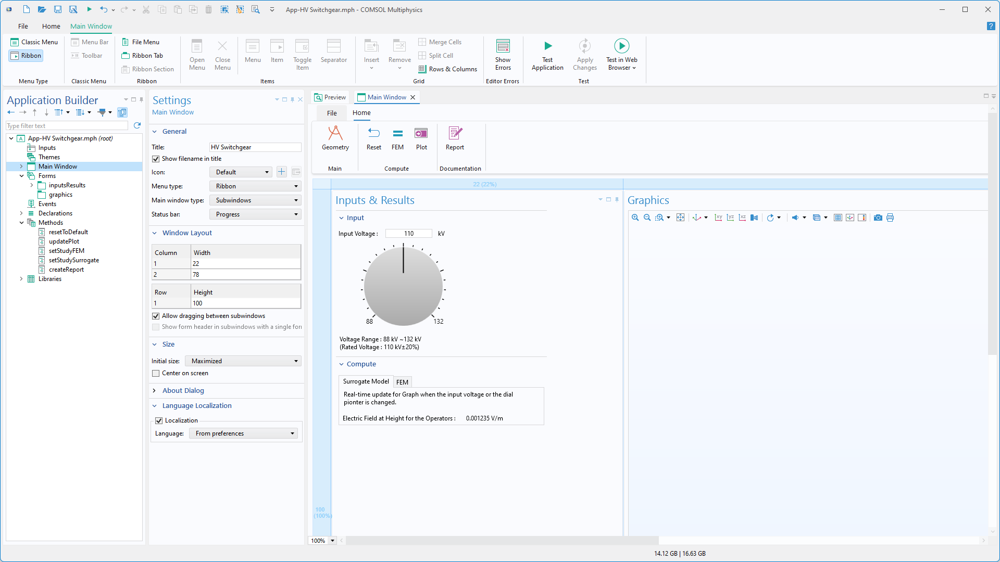 App-HV Switchgear.mph - COMSOL Multiphysics
File
Home
Main Window
?
Classic Menu
Ribbon
Menu Type
Menu Bar
Toolbar
Classic Menu
File Menu
Ribbon Tab
Ribbon Section
Ribbon
Open Menu
Close Menu
Menu
Item
Toggle Item
Separator
Items
Insert
Remove
Merge Cells
Split Cell
Rows & Columns
Grid
Show Errors
Editor Errors
Test Application
Apply Changes
Test in Web Browser
Test
Application Builder
Type filter text
App-HV Switchgear.mph (root)
Inputs
Themes
Main Window
Forms
inputsResults
graphics
Events
Declarations
Methods
resetToDefault
updatePlot
setStudyFEM
setStudySurrogate
createReport
Libraries
Settings
Main Window
General
Title: HV Switchgear
Show filename in title
Icon: Default
Menu type: Ribbon
Main window type: Subwindows
Status bar: Progress
Window Layout
Column Width
1 22
2 78
Row Height
1 100
Allow dragging between subwindows
Show form header in subwindows with a single for
Size
Initial size: Maximized
Center on screen
About Dialog
Language Localization
Localization
Language: From preferences
Preview
Main Window
File
Home
Geometry
Main
Reset
FEM
Plot
Compute
Report
Documentation
22 (22%)
100
(100%)
Inputs & Results
Input
Input Voltage : 110 kV
88 132
Voltage Range : 88 kV ~132 kV
(Rated Voltage : 110 kV±20%)
Compute
Surrogate Model
FEM
Real-time update for Graph when the input voltage or the dial
pionter is changed.
Electric Field at Height for the Operators : 0.001235 V/m
Graphics
xy
yz
xz
100%
14.12 GB | 16.63 GB